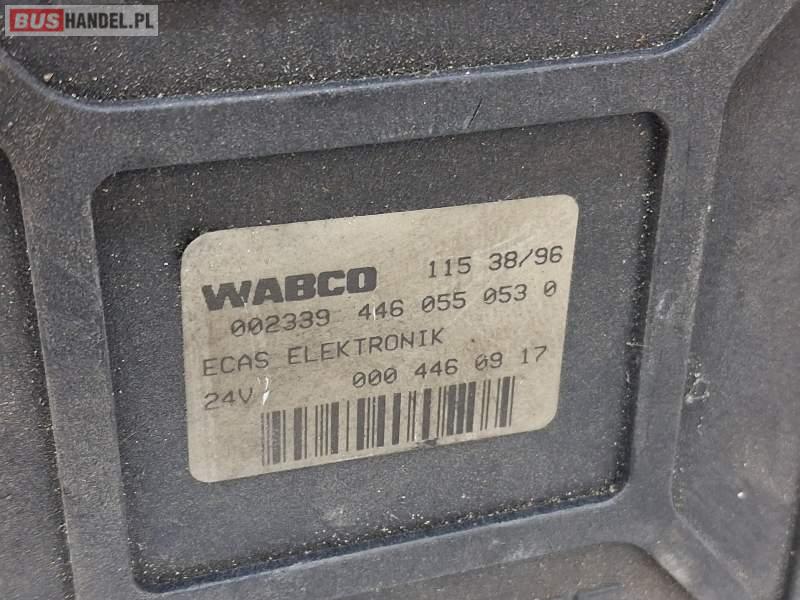 BUSHANDEL.PL
WABCO 115 38/96
002339 446 055 053 0
ECAS ELEKTRONIK
24V 000 446 09 17